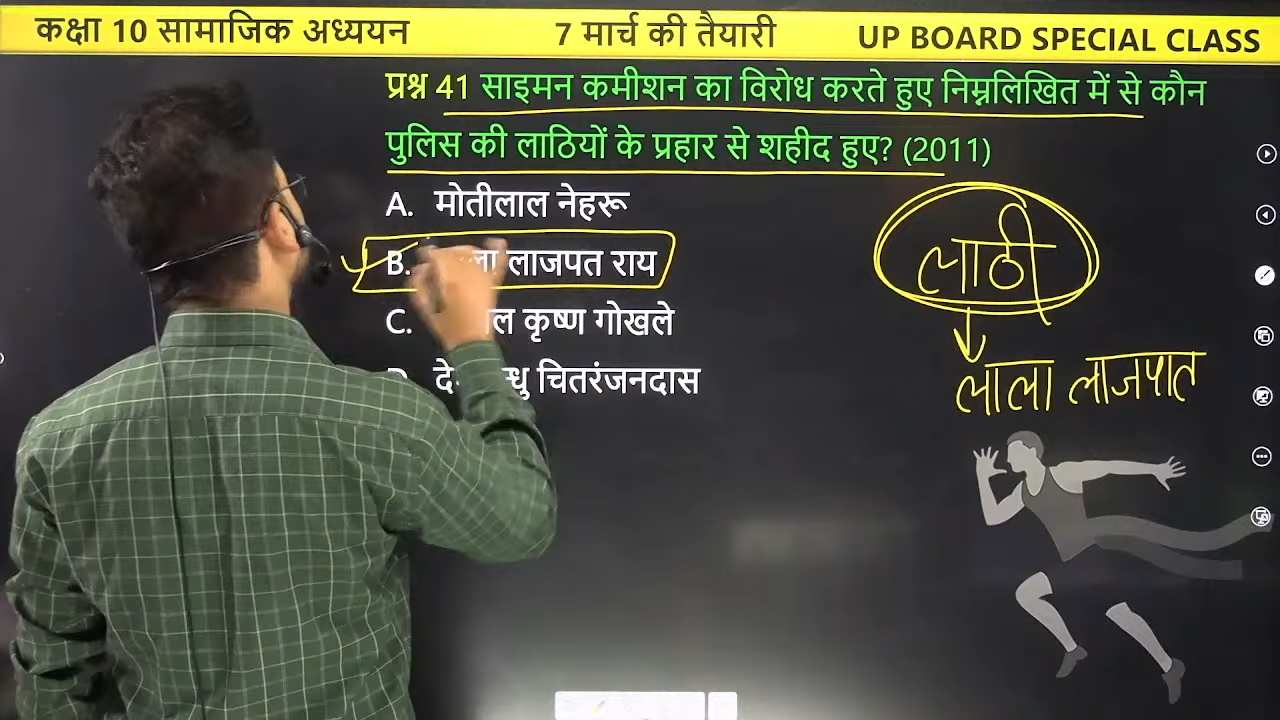 कक्षा 10 सामाजिक अध्ययन 7 मार्च की तैयारी UP BOARD SPECIAL CLASS
प्रश्न 41 साइमन कमीशन का विरोध करते हुए निम्नलिखित में से कौन
पुलिस की लाठियों के प्रहार से शहीद हुए? (2011)
A. मोतीलाल नेहरू
B. लाजपत राय
C. कृष्ण गोखले
चितरंजनदास
लाठी
लाला लाजपात